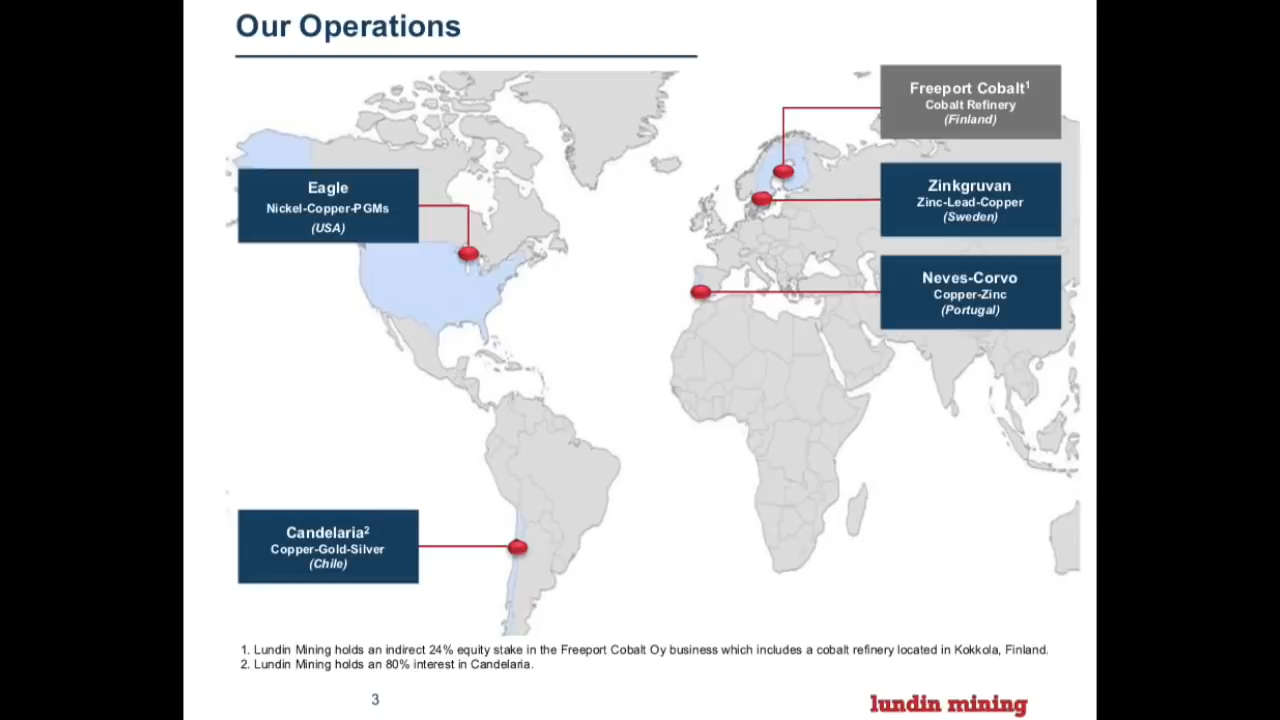 Our Operations
Freeport Cobalt¹
Cobalt Refinery
(Finland)
Eagle
Nickel-Copper-PGMs
(USA)
Zinkgruvan
Zinc-Lead-Copper
(Sweden)
Neves-Corvo
Copper-Zinc
(Portugal)
Candelaria²
Copper-Gold-Silver
(Chile)
1. Lundin Mining holds an indirect 24% equity stake in the Freeport Cobalt Oy business which includes a cobalt refinery located in Kokkola, Finland.
2. Lundin Mining holds an 80% interest in Candelaria.
3
lundin mining